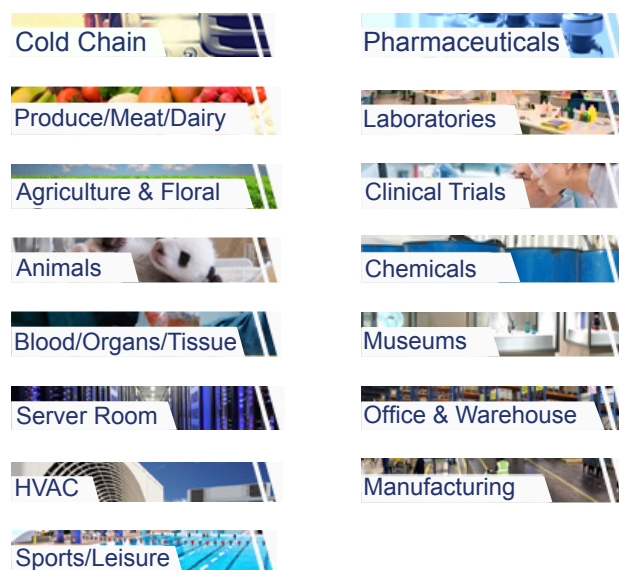 Cold Chain
Pharmaceuticals
Produce/Meat/Dairy
Laboratories
Agriculture & Floral
Clinical Trials
Animals
Chemicals
Blood/Organs/Tissue
Museums
Server Room
Office & Warehouse
HVAC
Manufacturing
Sports/Leisure